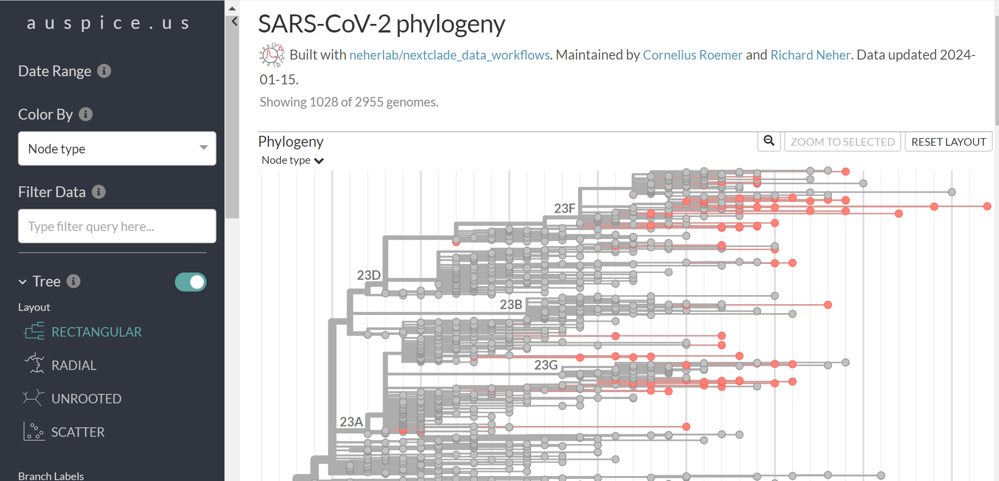 auspice.us
Date Range
Color By
Node type
Filter Data
Type filter query here...
Tree
Layout
RECTANGULAR
RADIAL
UNROOTED
SCATTER
Branch Labels
SARS-CoV-2 phylogeny
Built with neherlab/nextclade_data_workflows. Maintained by Cornelius Roemer and Richard Neher. Data updated 2024-
01-15.
Showing 1028 of 2955 genomes.
Phylogeny
ZOOM TO SELECTED
RESET LAYOUT
Node type
23F
23D
23B
23G
23A